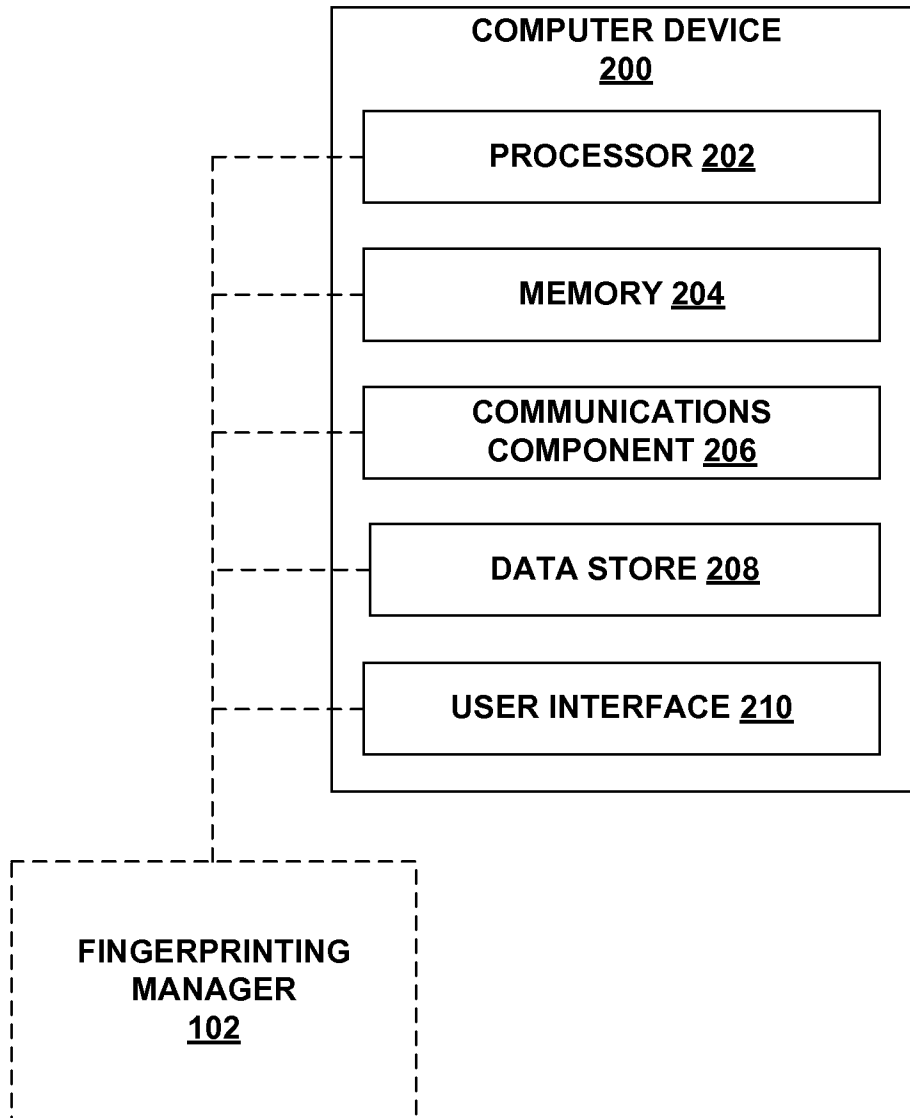 COMPUTER DEVICE
200
PROCESSOR 202
MEMORY 204
COMMUNICATIONS
COMPONENT 206
DATA STORE 208
USER INTERFACE 210
FINGERPRINTING
MANAGER
102